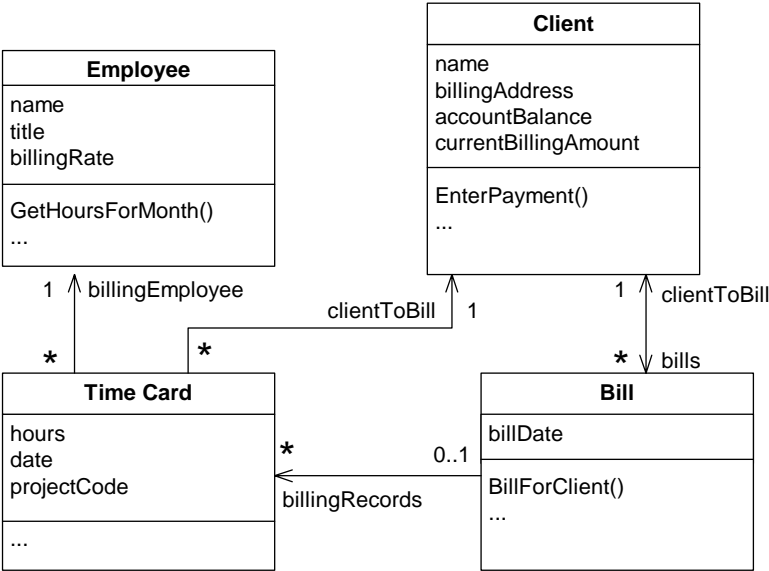 Client
name
billingAddress
accountBalance
currentBillingAmount
EnterPayment()
...
Employee
name
title
billingRate
GetHoursForMonth()
...
1 billingEmployee
clientToBill 1
1 clientToBill
*
*
* bills
Time Card
hours
date
projectCode
...
* 0..1
billingRecords
Bill
billDate
BillForClient()
...